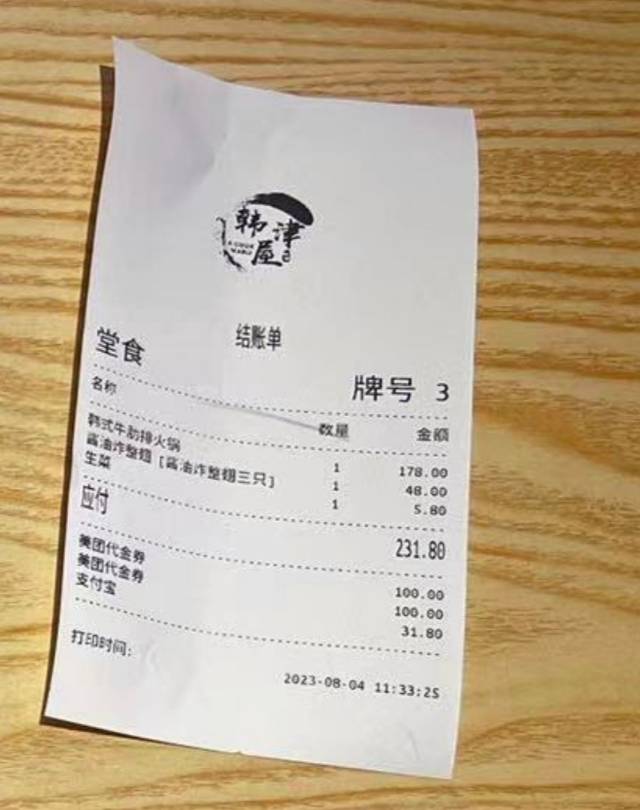 韩津
屋
结账单
堂食
牌号 3
名称 数量 金额
韩式牛肋排火锅 1 178.00
酱油炸整翅 [酱油炸整翅三只] 1 48.00
生菜 1 5.80
应付 231.80
美团代金券 100.00
美团代金券 100.00
支付宝 31.80
打印时间: 2023-08-04 11:33:25